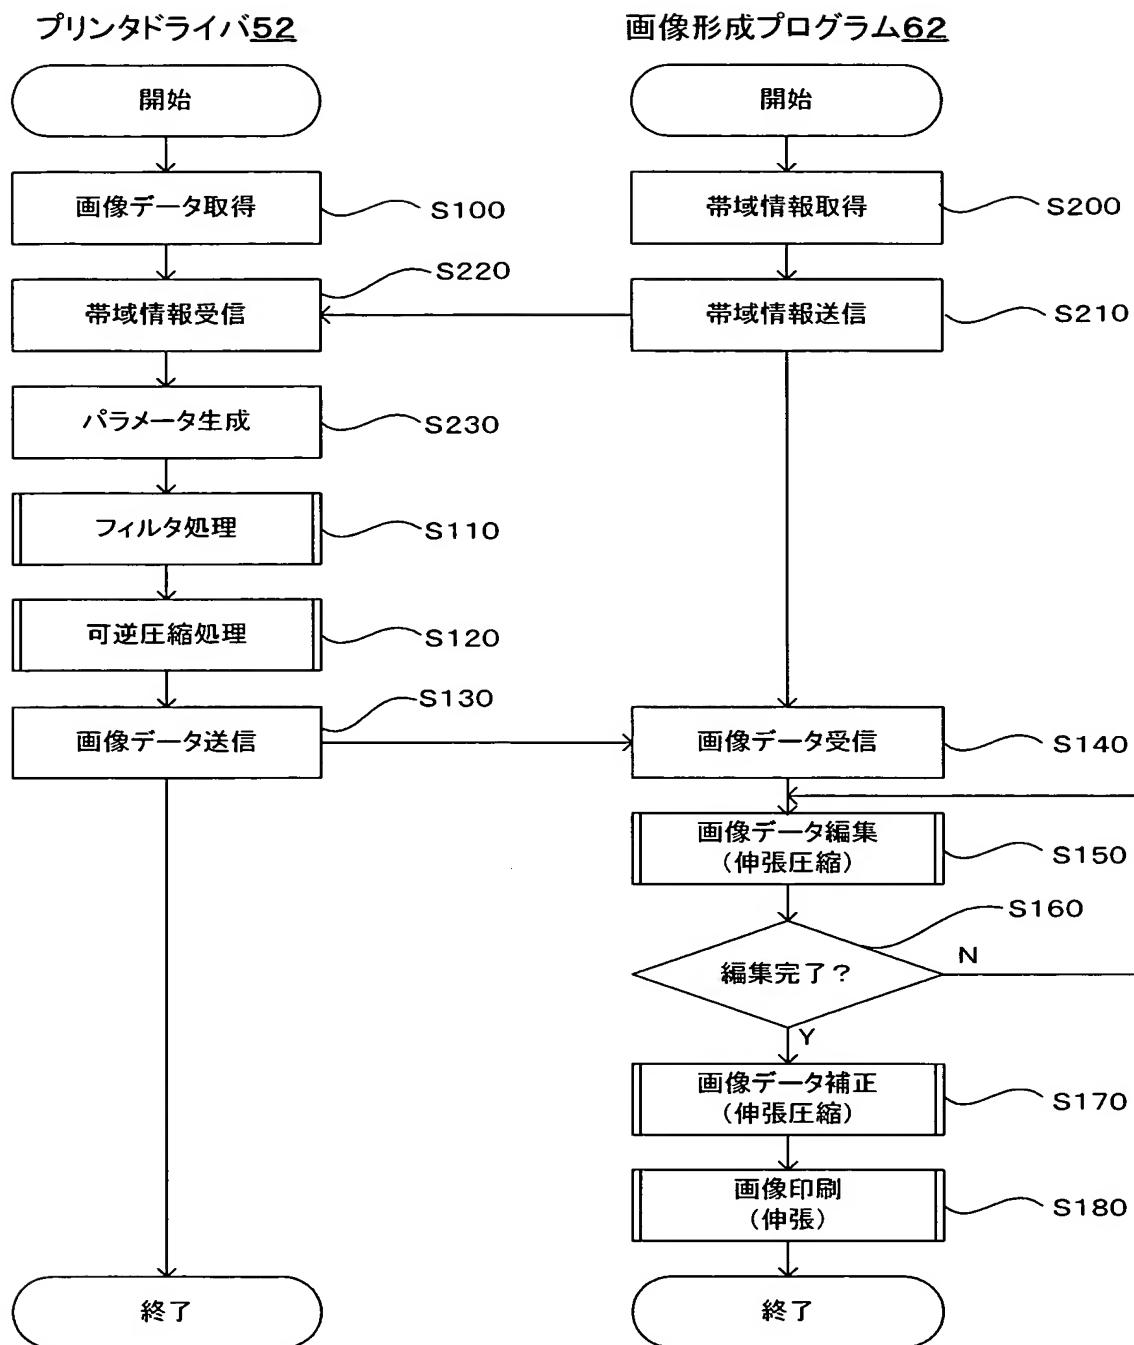 プリンタドライバ52
開始
画像データ取得
S100
帯域情報受信
S220
パラメータ生成
S230
フィルタ処理
S110
可逆圧縮処理
S120
画像データ送信
S130
終了
画像形成プログラム62
開始
帯域情報取得
S200
帯域情報送信
S210
画像データ受信
S140
画像データ編集
(伸張圧縮)
S150
編集完了?
S160
N
Y
画像データ補正
(伸張圧縮)
S170
画像印刷
(伸張)
S180
終了